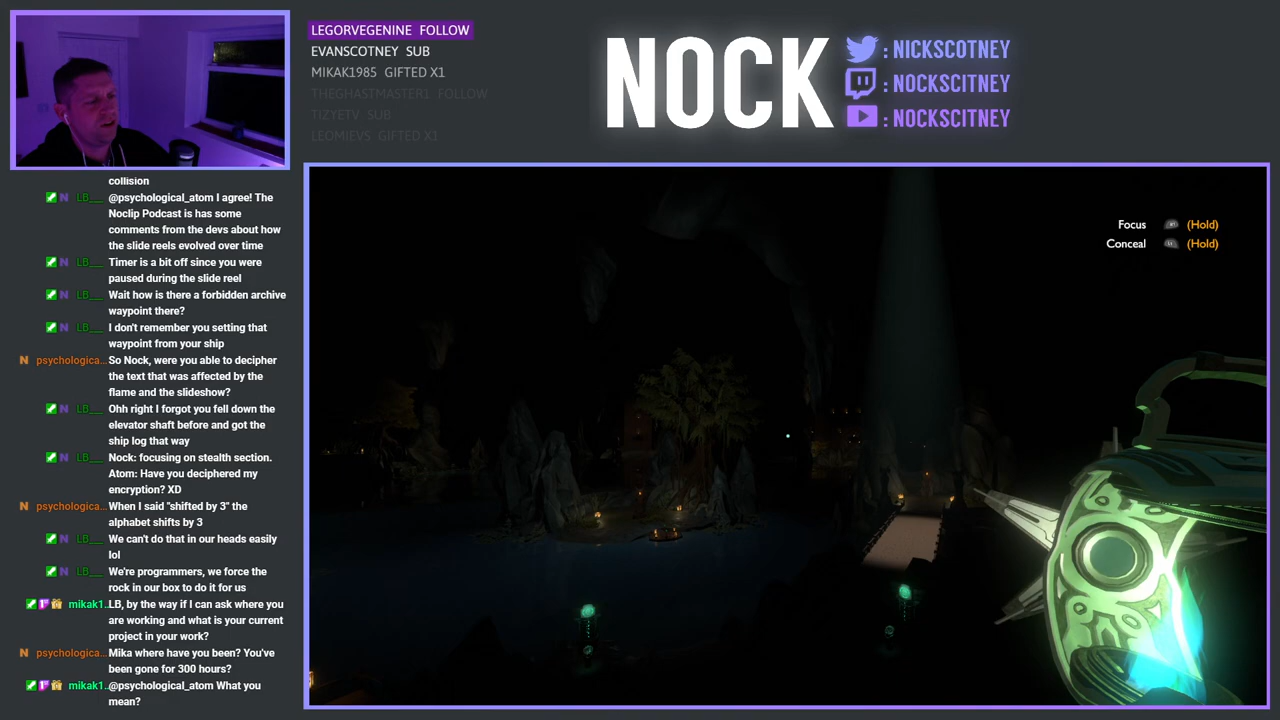 LEGORVEGENINE FOLLOW
EVANSCOTNEY SUB
MIKAK1985 GIFTED X1
THEGHASTMASTER1 FOLLOW
TIZYETV SUB
LEOMIEVS GIFTED X1
NOCK
: NICKSCOTNEY
: NOCKSCITNEY
: NOCKSCITNEY
collision
LB__ @psychological_atom I agree! The
Noclip Podcast is has some
comments from the devs about how
the slide reels evolved over time
LB__ Timer is a bit off since you were
paused during the slide reel
LB__ Wait how is there a forbidden archive
waypoint there?
LB__ I don't remember you setting that
waypoint from your ship
N psychologica... So Nock, were you able to decipher
the text that was affected by the
flame and the slideshow?
LB__ Ohh right I forgot you fell down the
elevator shaft before and got the
ship log that way
LB__ Nock: focusing on stealth section.
Atom: Have you deciphered my
encryption? XD
N psychologica... When I said "shifted by 3" the
alphabet shifts by 3
LB__ We can't do that in our heads easily
lol
LB__ We're programmers, we force the
rock in our box to do it for us
mikak1... LB, by the way if I can ask where you
are working and what is your current
project in your work?
N psychologica... Mika where have you been? You've
been gone for 300 hours?
mikak1... @psychological_atom What you
mean?
Focus (Hold)
Conceal (Hold)